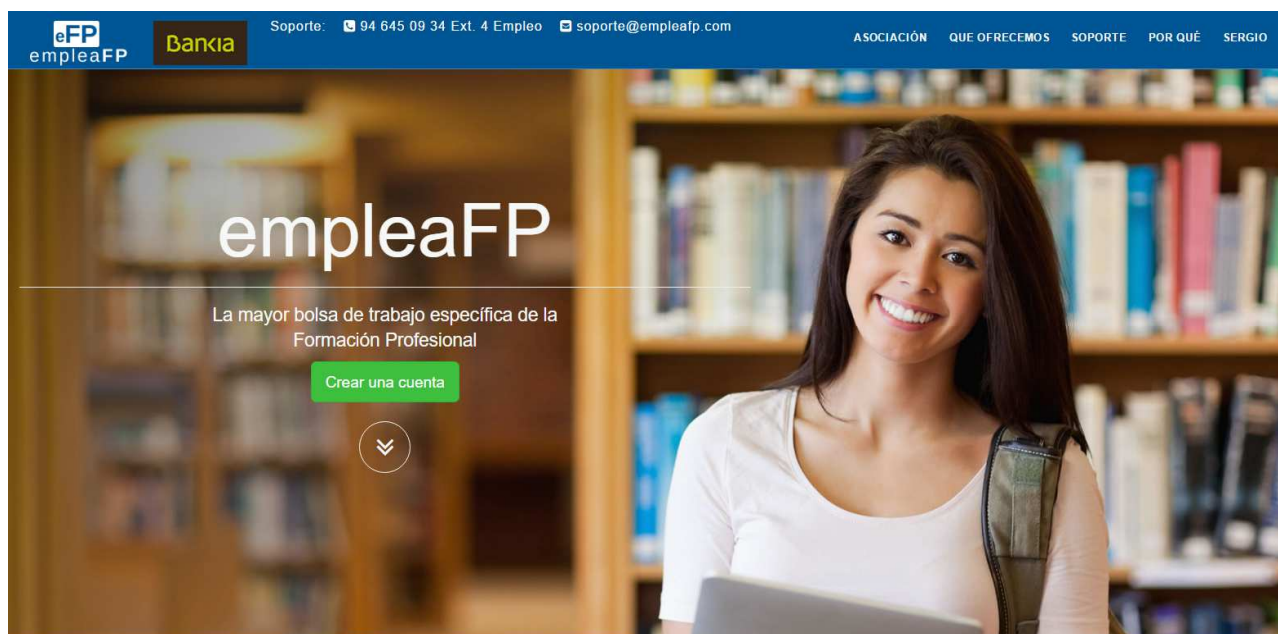 eFP
empleaFP
Bankia
Soporte: 94 645 09 34 Ext. 4 Empleo soporte@empleafp.com
ASOCIACIÓN QUE OFRECEMOS SOPORTE POR QUÉ SERGIO
empleaFP
La mayor bolsa de trabajo específica de la
Formación Profesional
Crear una cuenta